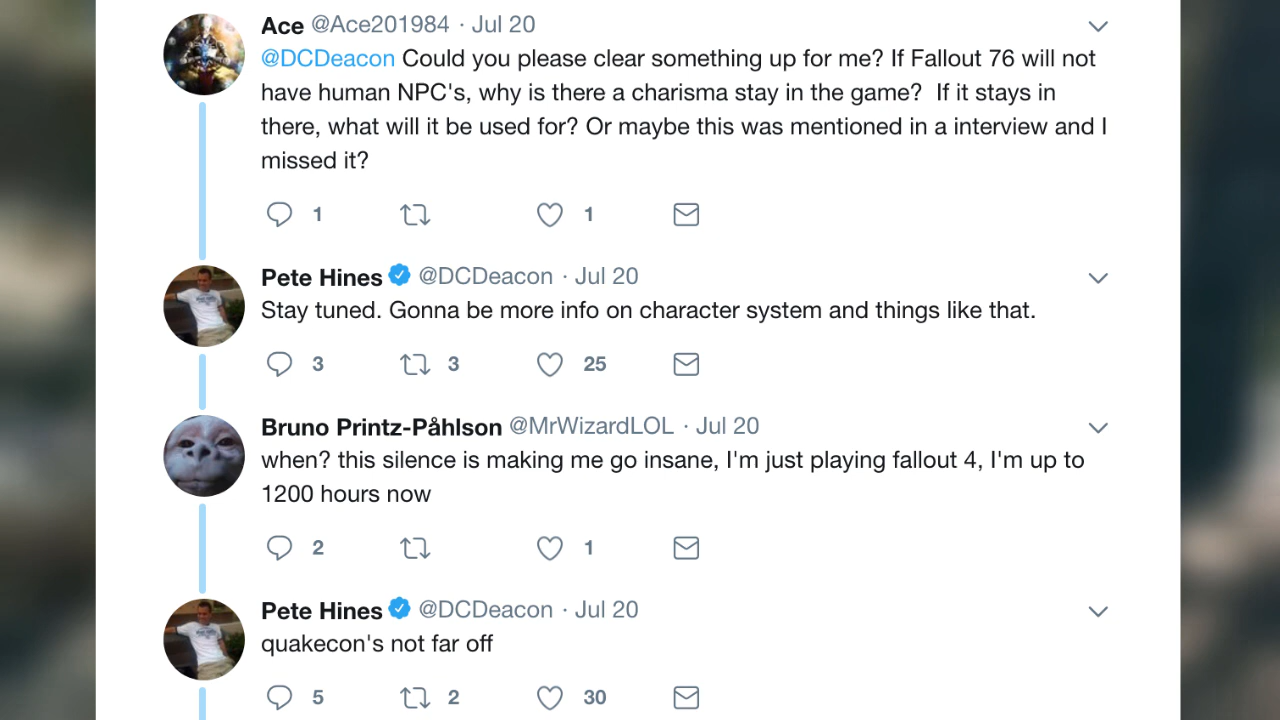 Ace @Ace201984 · Jul 20
@DCDeacon Could you please clear something up for me? If Fallout 76 will not
have human NPC's, why is there a charisma stay in the game?  If it stays in
there, what will it be used for? Or maybe this was mentioned in a interview and I
missed it?
1 1
Pete Hines @DCDeacon · Jul 20
Stay tuned. Gonna be more info on character system and things like that.
3 3 25
Bruno Printz-Påhlson @MrWizardLOL · Jul 20
when? this silence is making me go insane, I'm just playing fallout 4, I'm up to
1200 hours now
2 1
Pete Hines @DCDeacon · Jul 20
quakecon's not far off
5 2 30